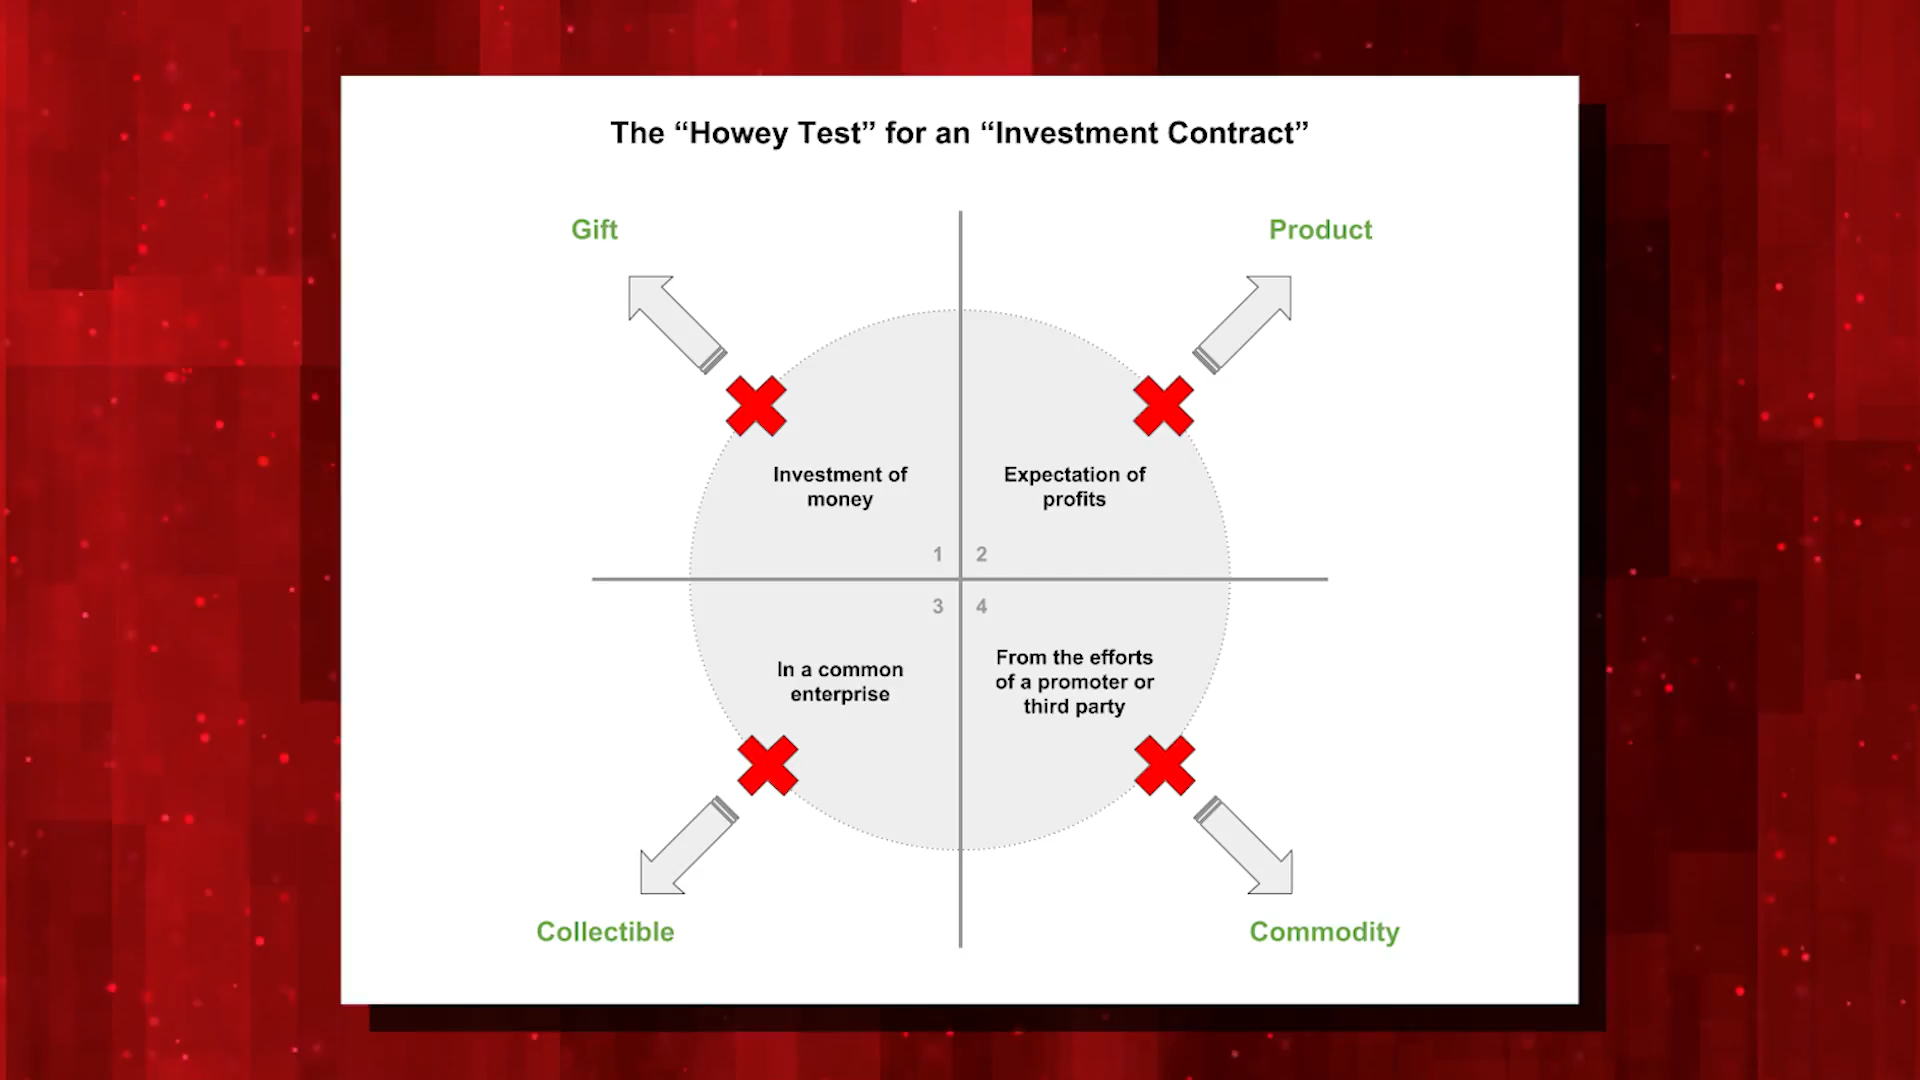 The “Howey Test” for an “Investment Contract”
Gift
Product
Investment of
money
Expectation of
profits
1
2
3
4
In a common
enterprise
From the efforts
of a promoter or
third party
Collectible
Commodity